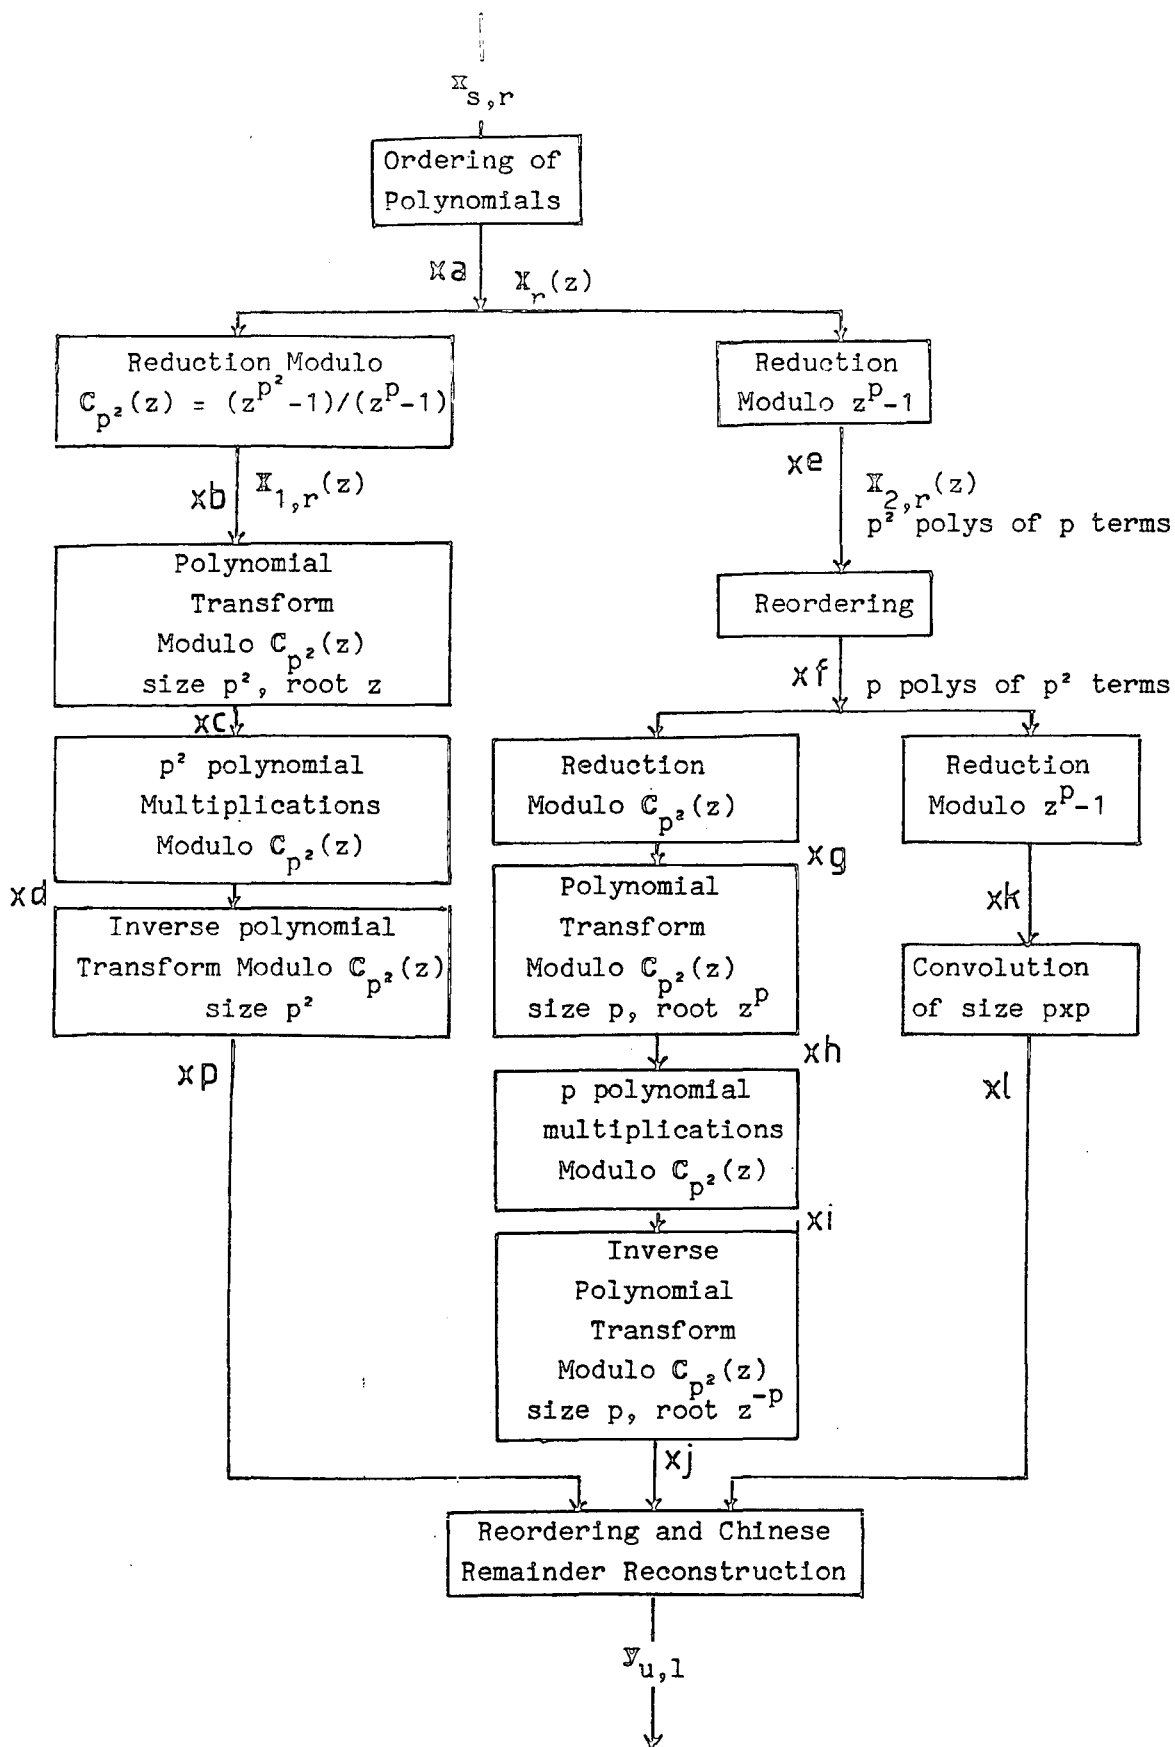 x_{s,r}
Ordering of
Polynomials
xa
X_r(z)
Reduction Modulo
C_{p²}(z) = (z^{p²}-1)/(z^p-1)
Reduction
Modulo z^p-1
xb
X_{1,r}(z)
xe
X_{2,r}(z)
p² polys of p terms
Polynomial
Transform
Modulo C_{p²}(z)
size p², root z
Reordering
xf
p polys of p² terms
xc
p² polynomial
Multiplications
Modulo C_{p²}(z)
Reduction
Modulo C_{p²}(z)
Reduction
Modulo z^p-1
xd
xg
xk
Inverse polynomial
Transform Modulo C_{p²}(z)
size p²
Polynomial
Transform
Modulo C_{p²}(z)
size p, root z^p
Convolution
of size pxp
xp
xh
xl
p polynomial
multiplications
Modulo C_{p²}(z)
xi
Inverse
Polynomial
Transform
Modulo C_{p²}(z)
size p, root z^{-p}
xj
Reordering and Chinese
Remainder Reconstruction
y_{u,l}